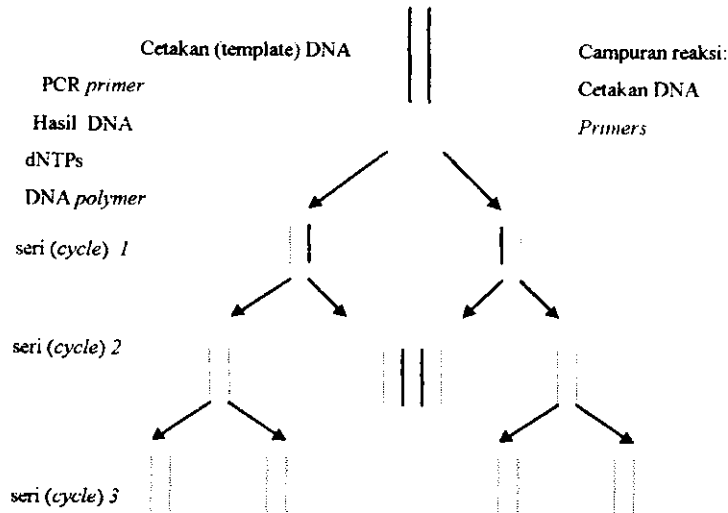 Cetakan (template) DNA
PCR primer
Hasil DNA
dNTPs
DNA polymer
Campuran reaksi:
Cetakan DNA
Primers
seri (cycle) 1
seri (cycle) 2
seri (cycle) 3